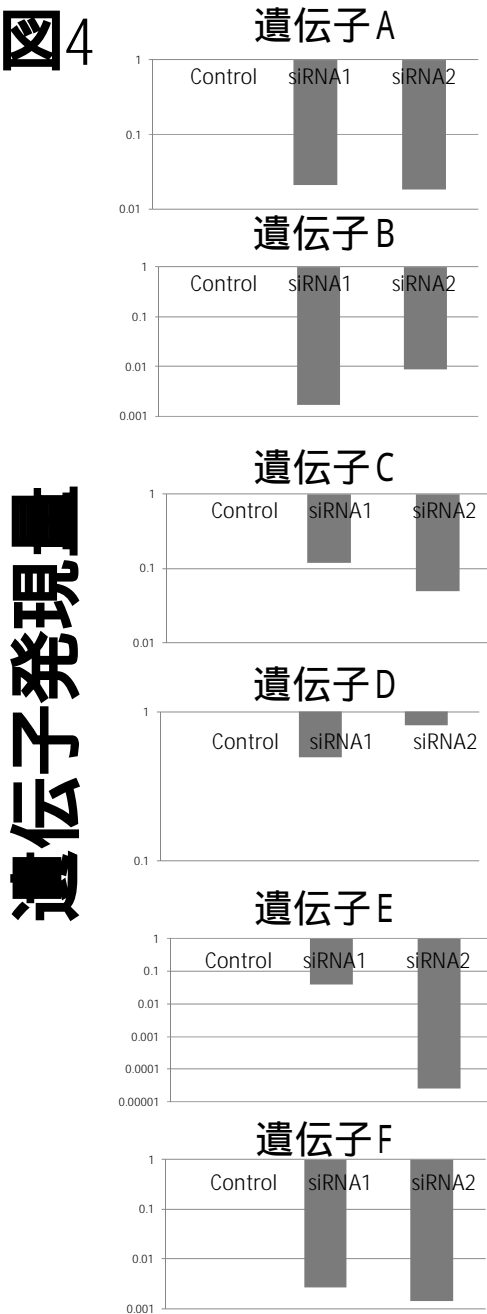 図4
遺伝子発現量
遺伝子A
1
Control siRNA1 siRNA2
0.1
0.01
遺伝子B
1
Control siRNA1 siRNA2
0.1
0.01
0.001
遺伝子C
1
Control siRNA1 siRNA2
0.1
0.01
遺伝子D
1
Control siRNA1 siRNA2
0.1
遺伝子E
1
Control siRNA1 siRNA2
0.1
0.01
0.001
0.0001
0.00001
遺伝子F
1
Control siRNA1 siRNA2
0.1
0.01
0.001